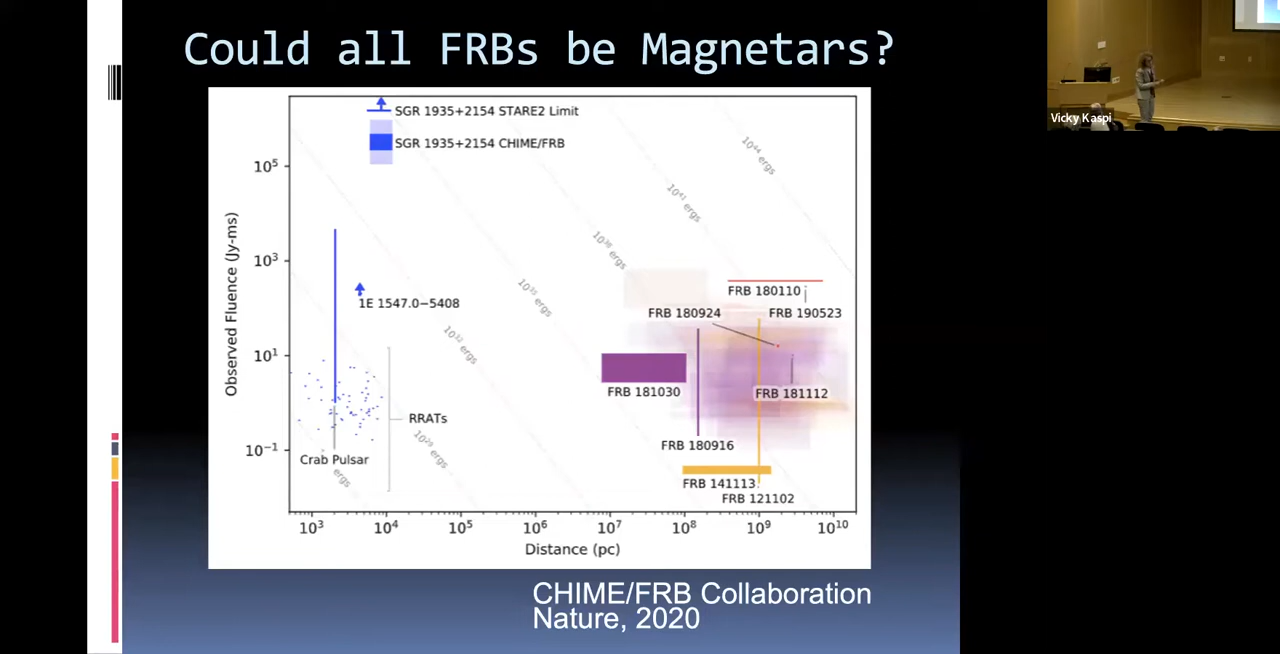 Could all FRBs be Magnetars?
Vicky Kaspi
SGR 1935+2154 STARE2 Limit
SGR 1935+2154 CHIME/FRB
10⁴⁴ ergs
10⁴¹ ergs
10³⁸ ergs
10³⁵ ergs
10³² ergs
10²⁹ ergs
ergs
Observed Fluence (Jy-ms)
10⁵
10³
10¹
10⁻¹
1E 1547.0−5408
RRATs
Crab Pulsar
FRB 180110
FRB 180924
FRB 190523
FRB 181030
FRB 181112
FRB 180916
FRB 141113
FRB 121102
10³ 10⁴ 10⁵ 10⁶ 10⁷ 10⁸ 10⁹ 10¹⁰
Distance (pc)
CHIME/FRB Collaboration
Nature, 2020